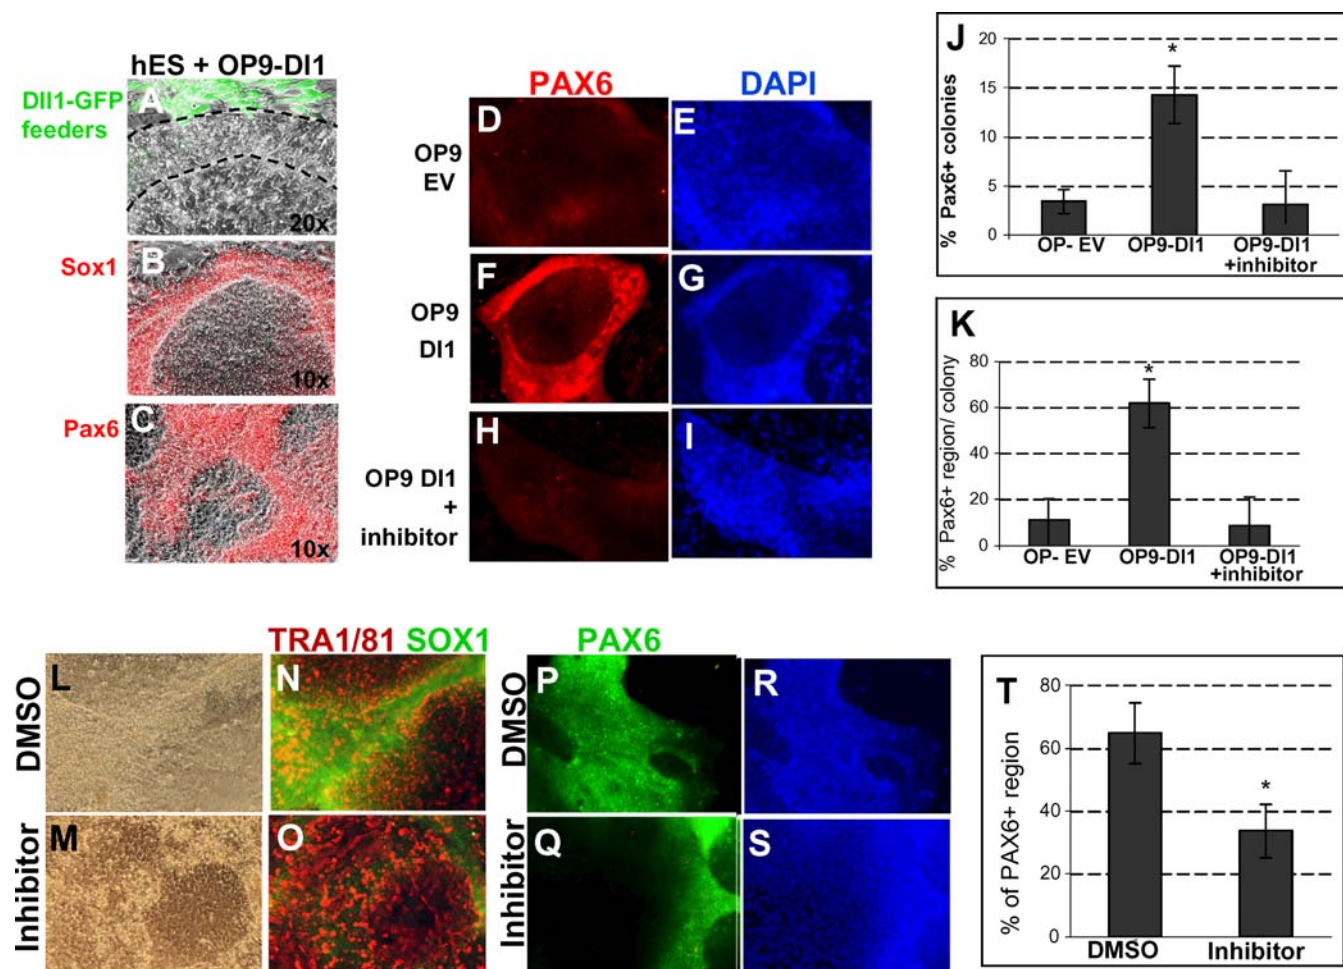 hES + OP9-Dl1
Dll1-GFP
feeders
A
20x
Sox1
B
10x
Pax6
C
10x
PAX6
DAPI
OP9
EV
D
E
OP9
Dl1
F
G
OP9 Dl1
+
inhibitor
H
I
J
% Pax6+ colonies
20
15
10
5
0
*
OP- EV
OP9-Dl1
OP9-Dl1
+inhibitor
K
% Pax6+ region/ colony
80
60
40
20
0
*
OP- EV
OP9-Dl1
OP9-Dl1
+inhibitor
TRA1/81 SOX1
PAX6
DMSO
L
N
DMSO
P
R
Inhibitor
M
O
Inhibitor
Q
S
T
% of PAX6+ region
80
60
40
20
0
*
DMSO
Inhibitor